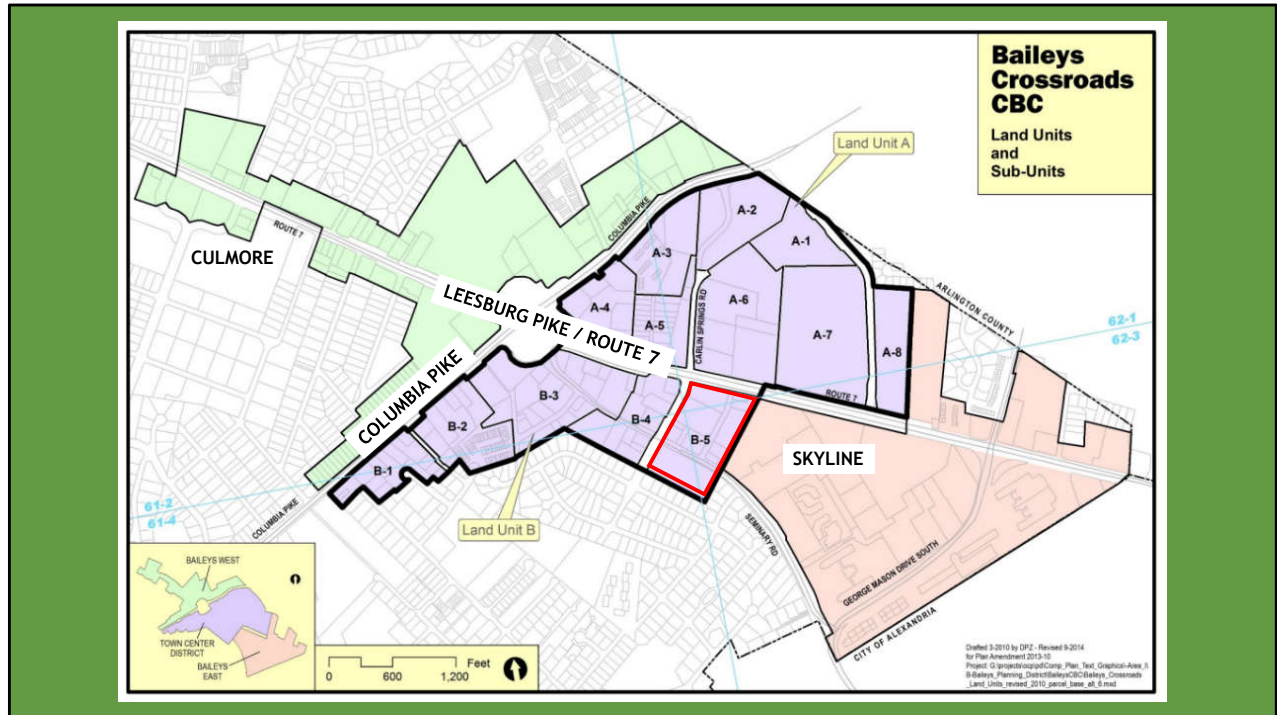 Baileys
Crossroads
CBC
Land Units
and
Sub-Units
Land Unit A
COLUMBIA PIKE
A-2
A-1
A-3
CULMORE
ROUTE 7
ARLINGTON COUNTY
LEESBURG PIKE / ROUTE 7
A-4
A-6
CARLIN SPRINGS RD
A-5
A-7
A-8
62-1
62-3
COLUMBIA PIKE
ROUTE 7
B-3
B-4
B-2
B-5
SKYLINE
B-1
61-2
61-4
COLUMBIA PIKE
Land Unit B
SEMINARY RD
GEORGE MASON DRIVE SOUTH
CITY OF ALEXANDRIA
BAILEYS WEST
TOWN CENTER
DISTRICT
BAILEYS
EAST
Feet
0 600 1,200
Drafted 3-2010 by DPZ - Revised 9-2014
for Plan Amendment 2013-10